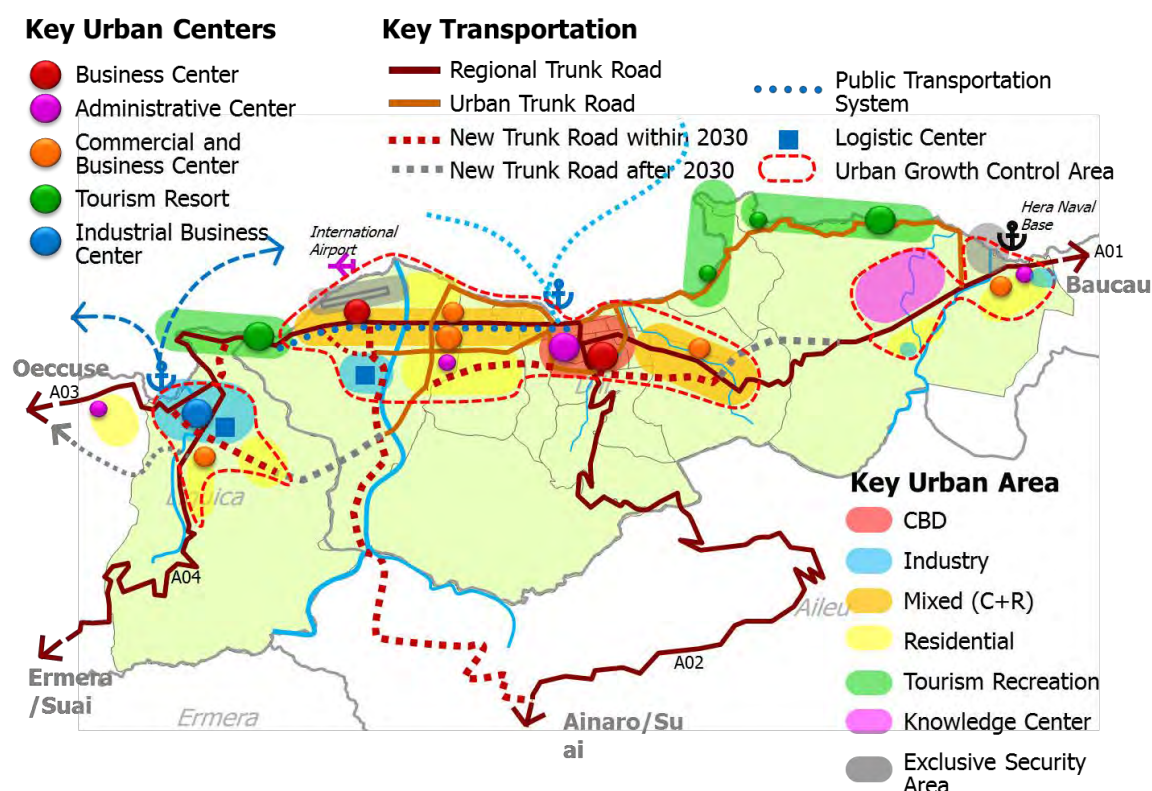 Key Urban Centers
Business Center
Administrative Center
Commercial and
Business Center
Tourism Resort
Industrial Business
Center
Key Transportation
Regional Trunk Road
Urban Trunk Road
New Trunk Road within 2030
New Trunk Road after 2030
Public Transportation
System
Logistic Center
Urban Growth Control Area
International
Airport
Hera Naval
Base
A01
Baucau
Oeccuse
A03
A04
Ermera
/Suai
Ermera
A02
Aileu
Ainaro/Su
ai
Key Urban Area
CBD
Industry
Mixed (C+R)
Residential
Tourism Recreation
Knowledge Center
Exclusive Security
Area